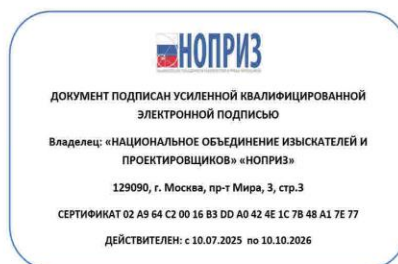 НОПРИЗ
ДОКУМЕНТ ПОДПИСАН УСИЛЕННОЙ КВАЛИФИЦИРОВАННОЙ
ЭЛЕКТРОННОЙ ПОДПИСЬЮ
Владелец: «НАЦИОНАЛЬНОЕ ОБЪЕДИНЕНИЕ ИЗЫСКАТЕЛЕЙ И
ПРОЕКТИРОВЩИКОВ» «НОПРИЗ»
129090, г. Москва, пр-т Мира, 3, стр.3
СЕРТИФИКАТ 02 A9 64 C2 00 16 B3 DD A0 42 4E 1C 7B 48 A1 7E 77
ДЕЙСТВИТЕЛЕН: с 10.07.2025 по 10.10.2026